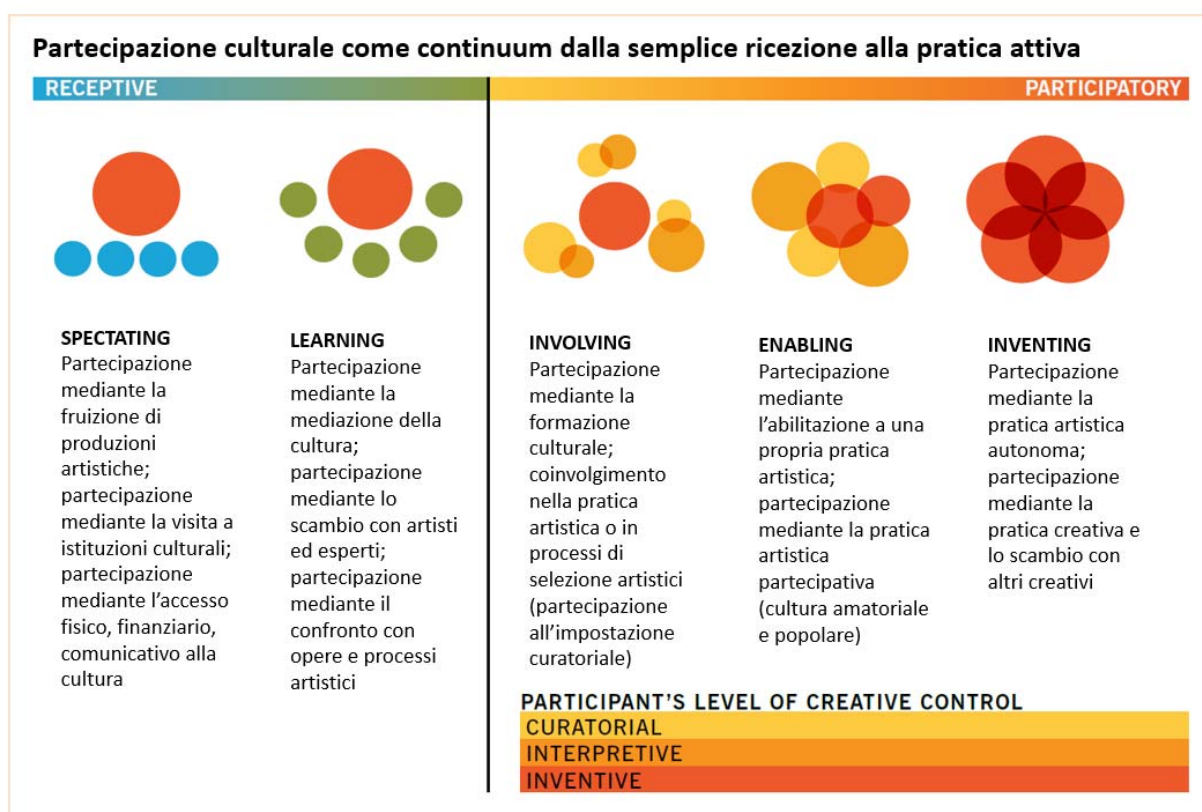 Partecipazione culturale come continuum dalla semplice ricezione alla pratica attiva
RECEPTIVE
PARTICIPATORY
SPECTATING
Partecipazione
mediante la
fruizione di
produzioni
artistiche;
partecipazione
mediante la visita a
istituzioni culturali;
partecipazione
mediante l'accesso
fisico, finanziario,
comunicativo alla
cultura
LEARNING
Partecipazione
mediante la
mediazione della
cultura;
partecipazione
mediante lo
scambio con artisti
ed esperti;
partecipazione
mediante il
confronto con
opere e processi
artistici
INVOLVING
Partecipazione
mediante la
formazione
culturale;
coinvolgimento
nella pratica
artistica o in
processi di
selezione artistici
(partecipazione
all'impostazione
curatoriale)
ENABLING
Partecipazione
mediante
l'abilitazione a una
propria pratica
artistica;
partecipazione
mediante la pratica
artistica
partecipativa
(cultura amatoriale
e popolare)
INVENTING
Partecipazione
mediante la
pratica artistica
autonoma;
partecipazione
mediante la
pratica creativa e
lo scambio con
altri creativi
PARTICIPANT'S LEVEL OF CREATIVE CONTROL
CURATORIAL
INTERPRETIVE
INVENTIVE